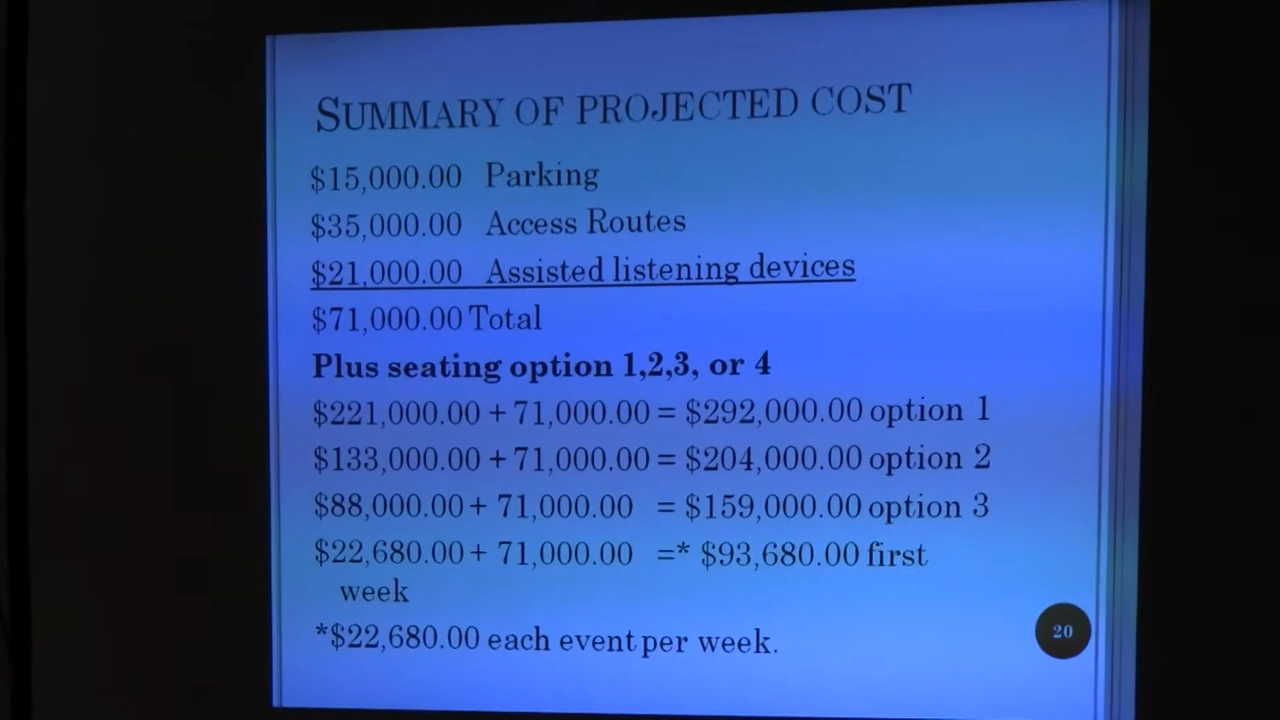 SUMMARY OF PROJECTED COST
$15,000.00 Parking
$35,000.00 Access Routes
$21,000.00 Assisted listening devices
$71,000.00 Total
Plus seating option 1,2,3, or 4
$221,000.00 + 71,000.00 = $292,000.00 option 1
$133,000.00 + 71,000.00 = $204,000.00 option 2
$88,000.00 + 71,000.00 = $159,000.00 option 3
$22,680.00 + 71,000.00 =* $93,680.00 first
week
*$22,680.00 each event per week.
20